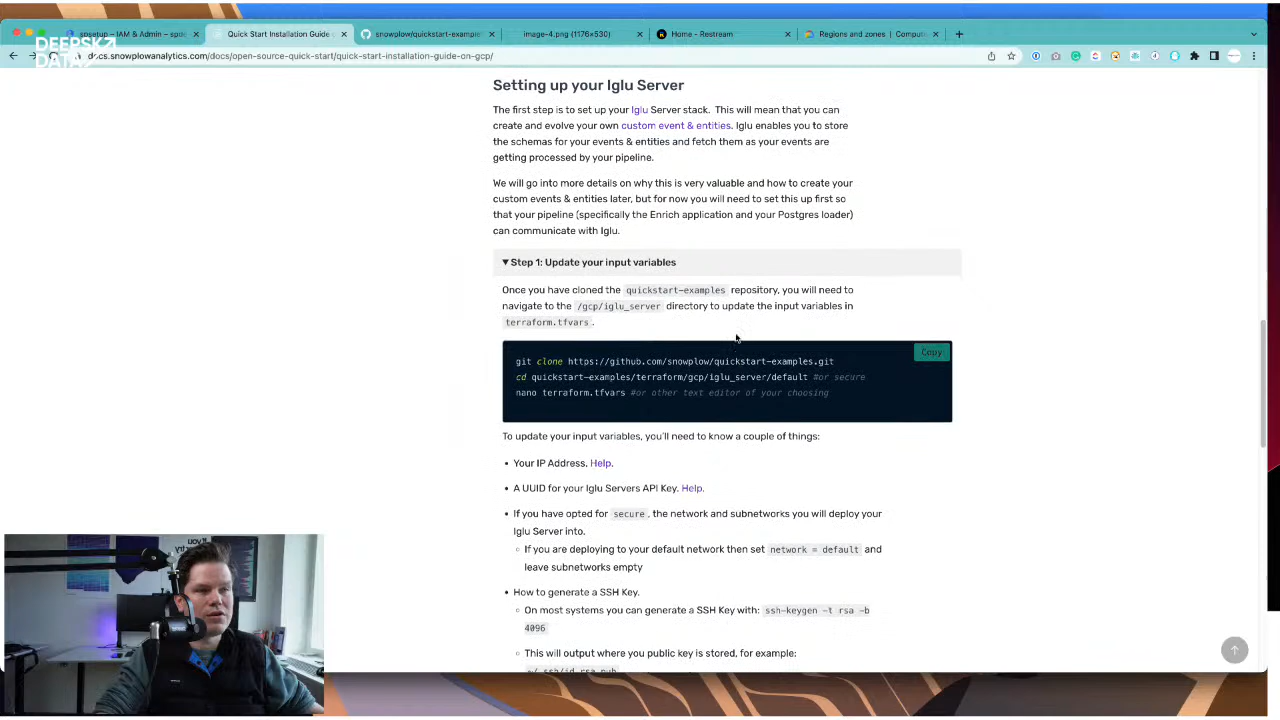 spsetup – IAM & Admin – spde
Quick Start Installation Guide
snowplow/quickstart-example
image-4.png (1176×530)
Home - Restream
Regions and zones | Compute
DEEPSK
DATA
docs.snowplowanalytics.com/docs/open-source-quick-start/quick-start-installation-guide-on-gcp/
Setting up your Iglu Server
The first step is to set up your Iglu Server stack. This will mean that you can
create and evolve your own custom event & entities. Iglu enables you to store
the schemas for your events & entities and fetch them as your events are
getting processed by your pipeline.
We will go into more details on why this is very valuable and how to create your
custom events & entities later, but for now you will need to set this up first so
that your pipeline (specifically the Enrich application and your Postgres loader)
can communicate with Iglu.
▼ Step 1: Update your input variables
Once you have cloned the quickstart-examples repository, you will need to
navigate to the /gcp/iglu_server directory to update the input variables in
terraform.tfvars.
Copy
git clone https://github.com/snowplow/quickstart-examples.git
cd quickstart-examples/terraform/gcp/iglu_server/default #or secure
nano terraform.tfvars #or other text editor of your choosing
To update your input variables, you'll need to know a couple of things:
• Your IP Address. Help.
• A UUID for your Iglu Servers API Key. Help.
• If you have opted for secure, the network and subnetworks you will deploy your
Iglu Server into.
◦ If you are deploying to your default network then set network = default and
leave subnetworks empty
• How to generate a SSH Key.
◦ On most systems you can generate a SSH Key with: ssh-keygen -t rsa -b
4096
◦ This will output where you public key is stored, for example:
~/.ssh/id_rsa.pub